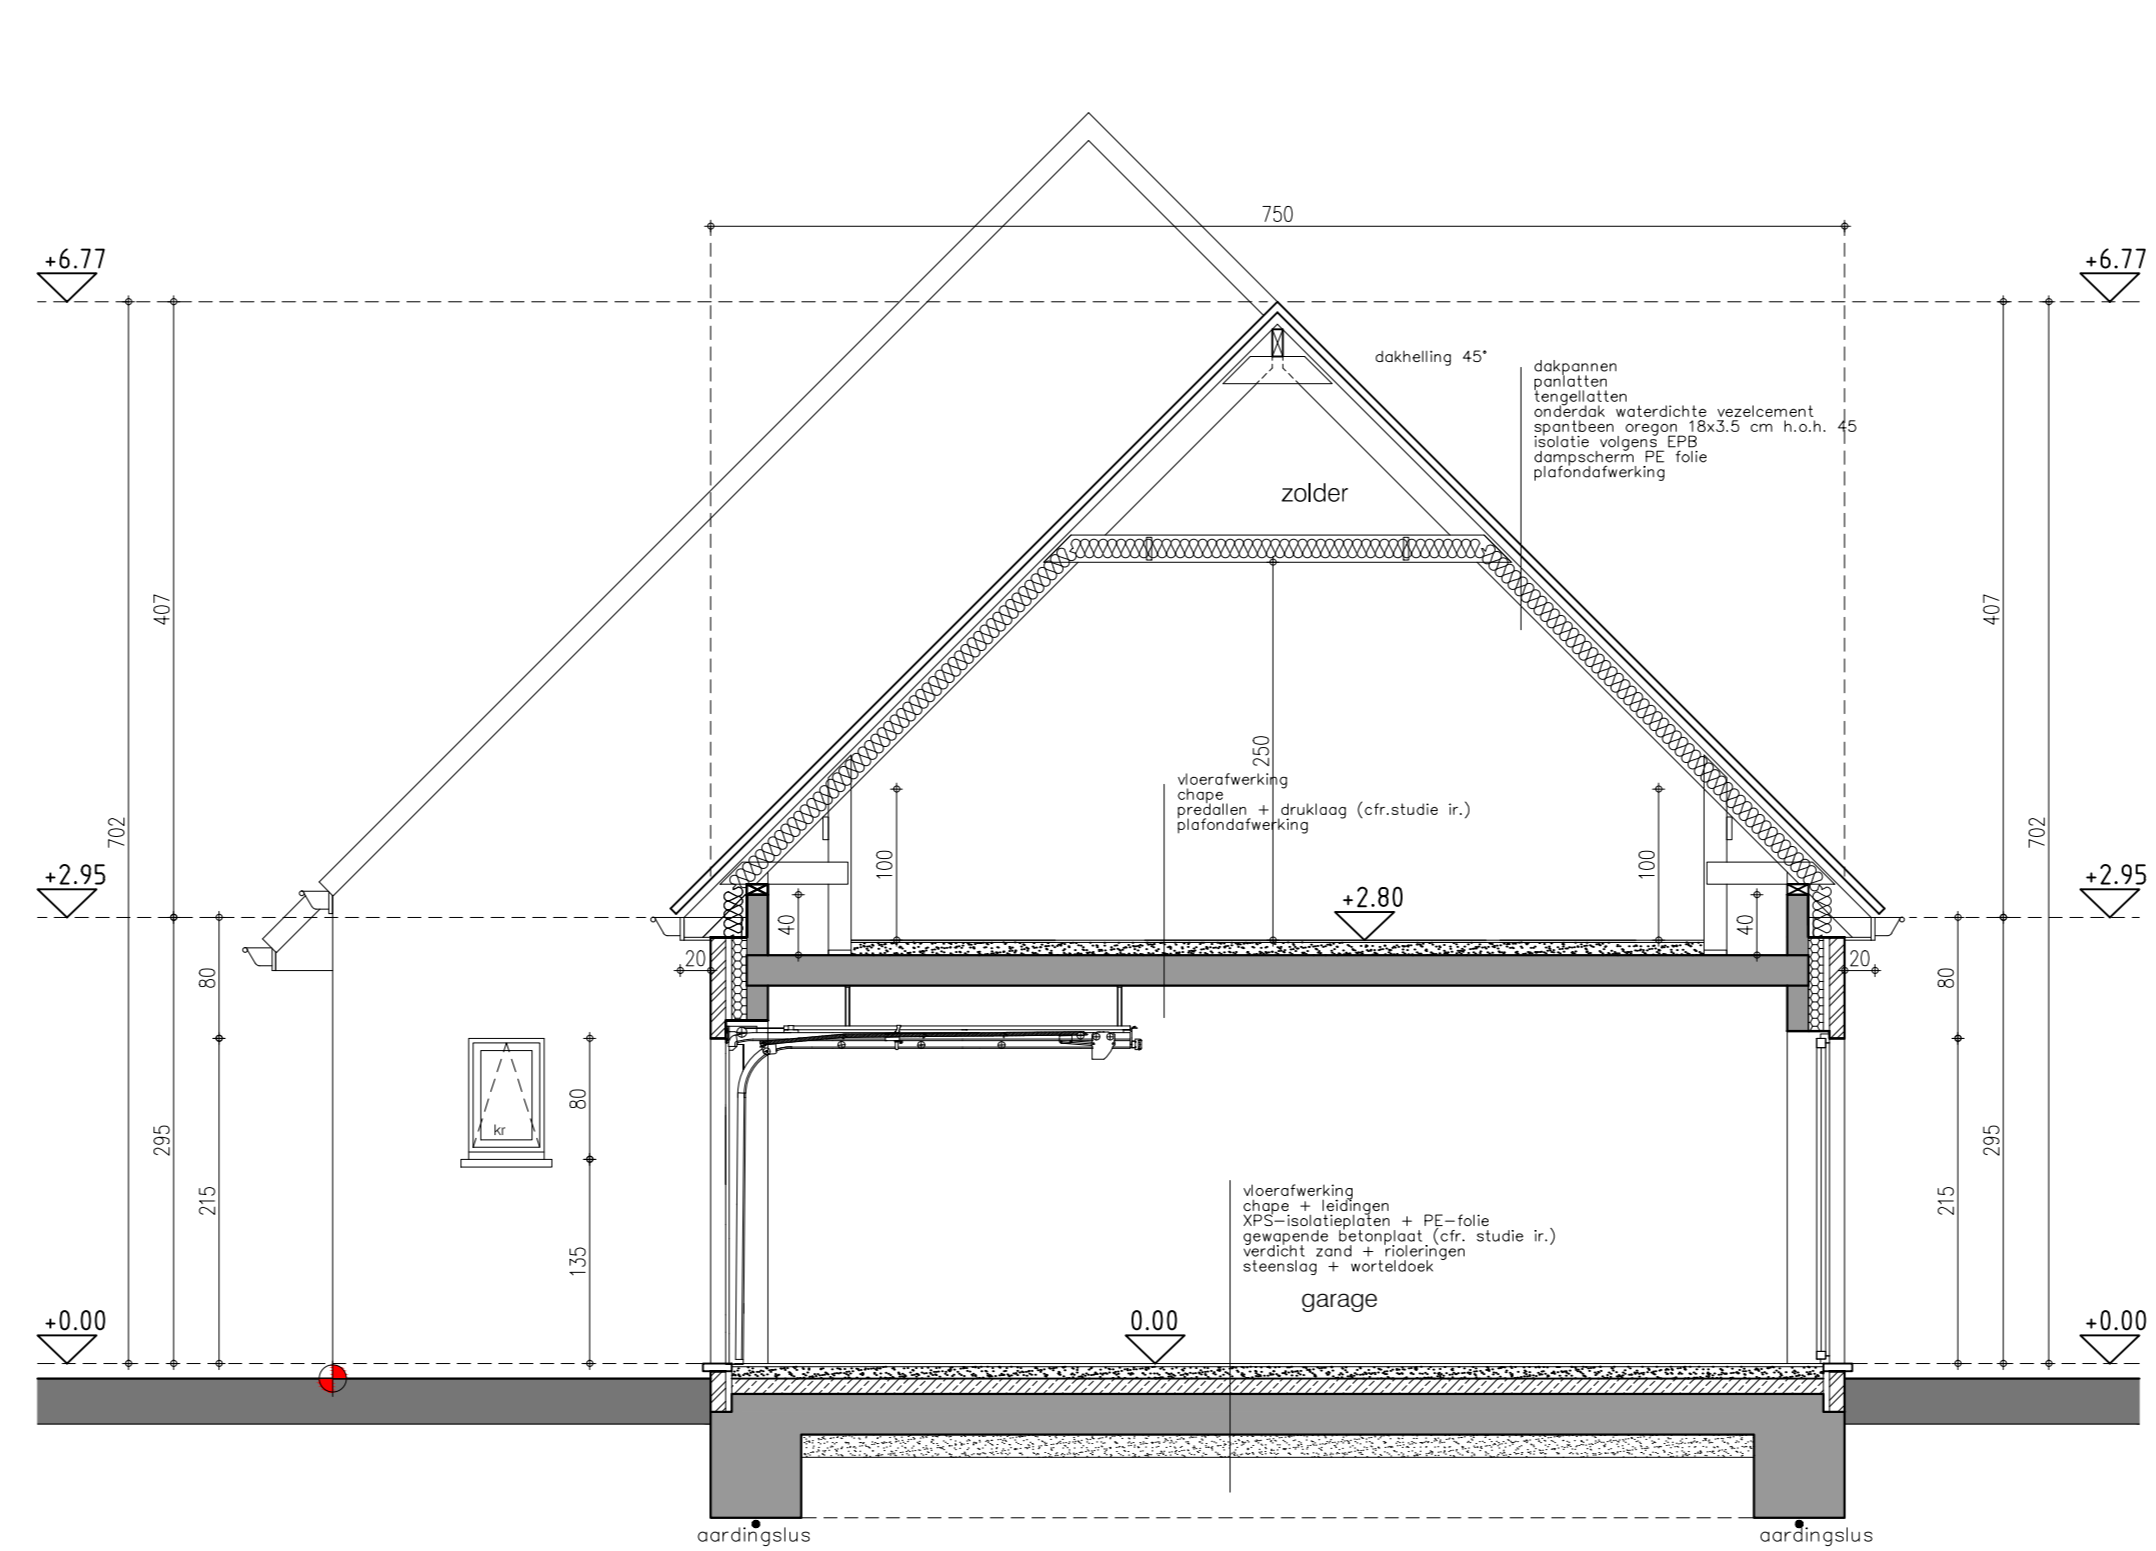 750
+6.77
+6.77
dakhelling 45°
dakpannen
panlatten
tengellatten
onderdak waterdichte vezelcement
spantbeen oregon 18x3.5 cm h.o.h. 45
isolatie volgens EPB
dampscherm PE folie
plafondafwerking
zolder
407
407
250
vloerafwerking
chape
predallen + druklaag (cfr.studie ir.)
plafondafwerking
702
702
100
100
+2.95
+2.95
+2.80
40
40
20
20
80
80
80
kr
295
295
215
215
135
vloerafwerking
chape + leidingen
XPS-isolatieplaten + PE-folie
gewapende betonplaat (cfr. studie ir.)
verdicht zand + rioleringen
steenslag + worteldoek
garage
+0.00
0.00
+0.00
aardingslus
aardingslus